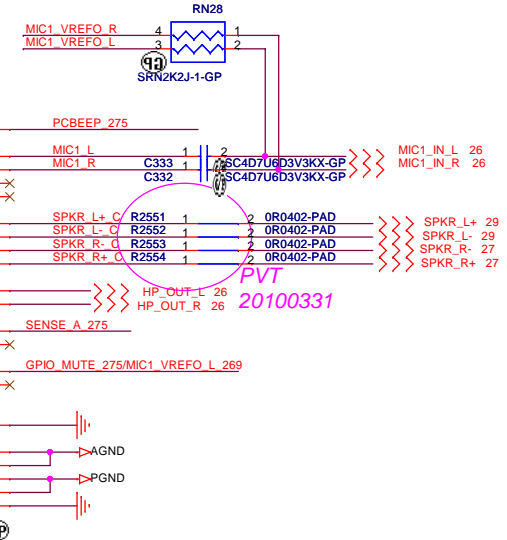 RN28
MIC1_VREFO_R 4 1
MIC1_VREFO_L 3 2
SRN2K2J-1-GP
PCBEEP_275
MIC1_L 1 2 MIC1_IN_L 26
MIC1_R C333 1 2 SC4D7U6D3V3KX-GP MIC1_IN_R 26
C332 SC4D7U6D3V3KX-GP
SPKR_L+_C R2551 1 2 0R0402-PAD SPKR_L+ 29
SPKR_L-_C R2552 1 2 0R0402-PAD SPKR_L- 29
SPKR_R-_C R2553 1 2 0R0402-PAD SPKR_R- 27
SPKR_R+_C R2554 1 2 0R0402-PAD SPKR_R+ 27
PVT
20100331
HP_OUT_L 26
HP_OUT_R 26
SENSE_A_275
GPIO_MUTE_275/MIC1_VREFO_L_269
AGND
PGND